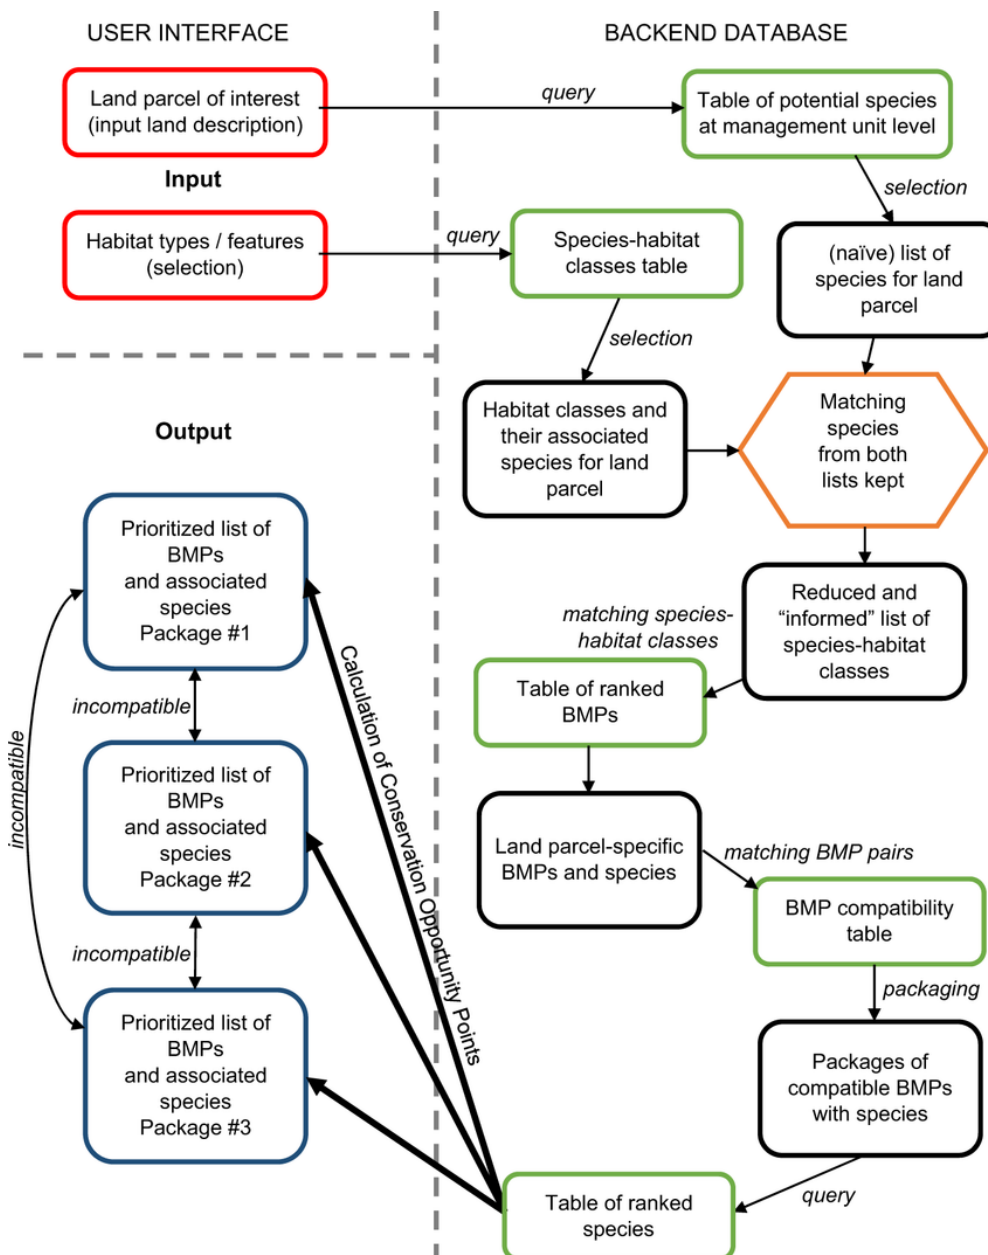 USER INTERFACE
BACKEND DATABASE
Land parcel of interest
(input land description)
query
Table of potential species
at management unit level
Input
selection
Habitat types / features
(selection)
query
Species-habitat
classes table
(naïve) list of
species for land
parcel
selection
Output
Habitat classes and
their associated
species for land
parcel
Matching
species
from both
lists kept
Prioritized list of
BMPs
and associated
species
Package #1
matching species-
habitat classes
Reduced and
“informed” list of
species-habitat
classes
incompatible
Table of ranked
BMPs
incompatible
Calculation of Conservation Opportunity Points
Prioritized list of
BMPs
and associated
species
Package #2
Land parcel-specific
BMPs and species
matching BMP pairs
BMP compatibility
table
incompatible
packaging
Prioritized list of
BMPs
and associated
species
Package #3
Packages of
compatible BMPs
with species
query
Table of ranked
species